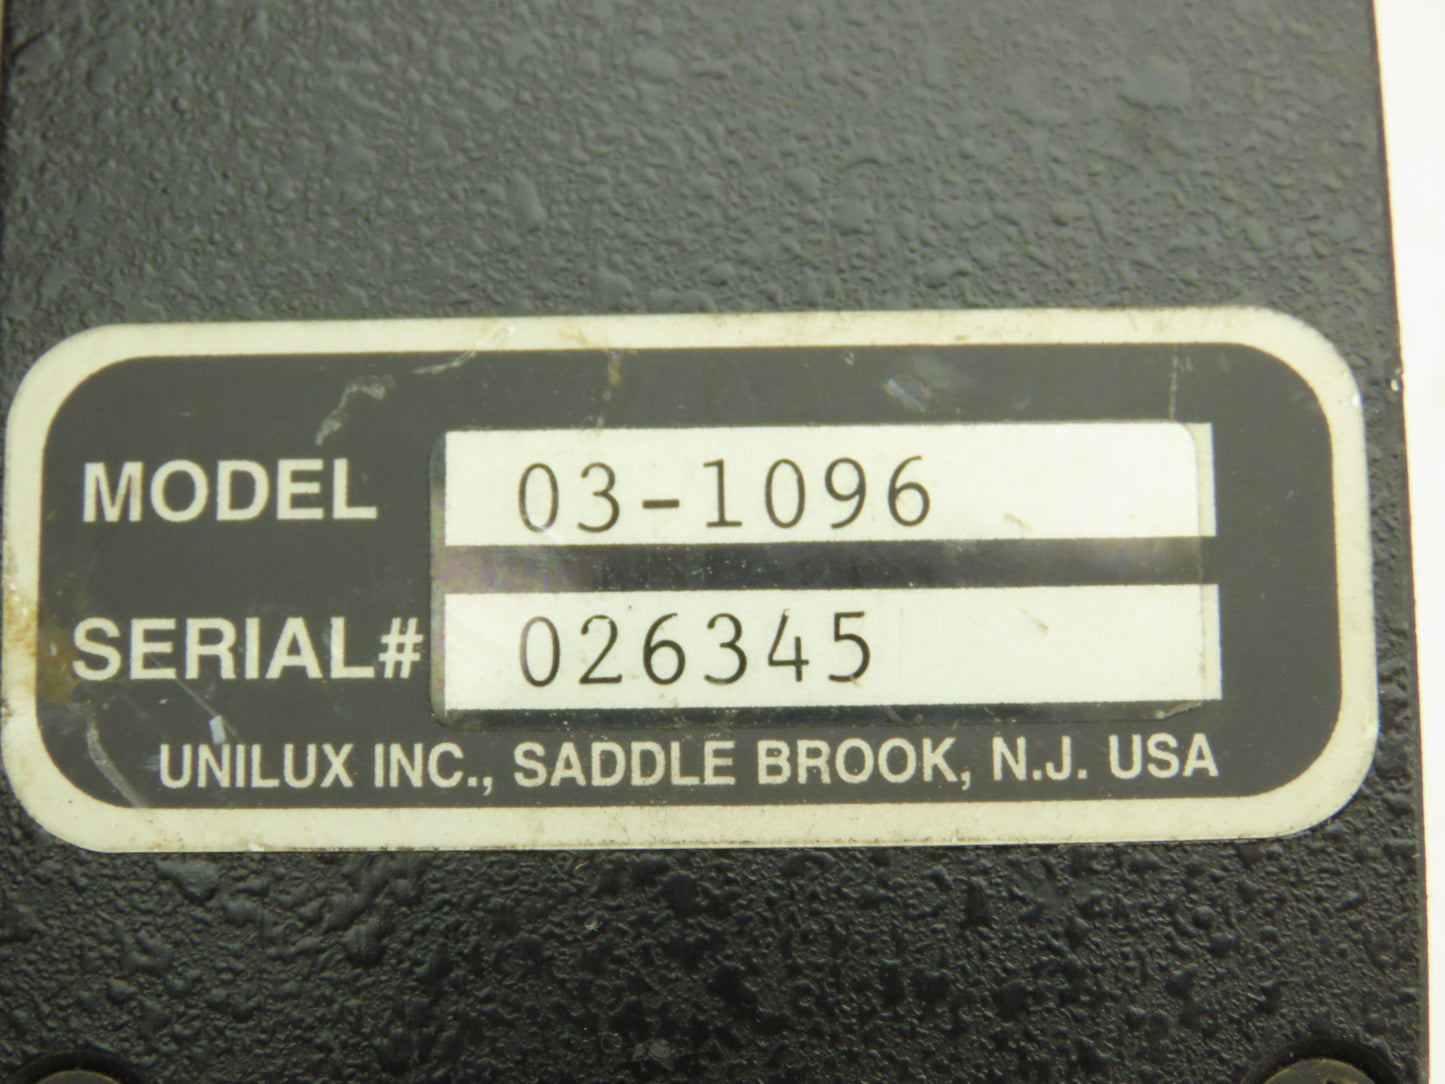 MODEL 03-1096
SERIAL# 026345
UNILUX INC., SADDLE BROOK, N.J. USA